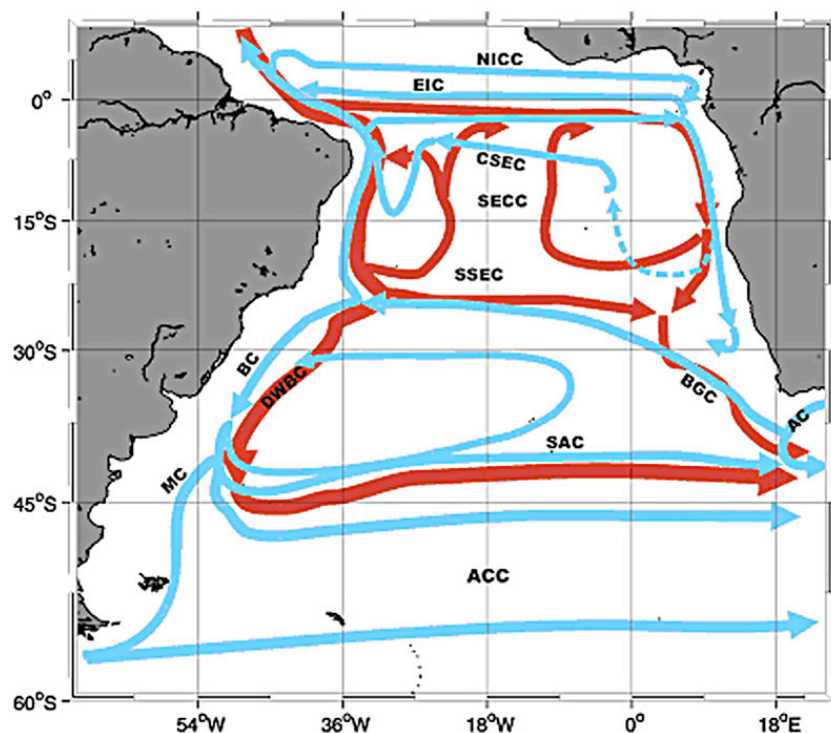 NICC
EIC
0°
CSEC
SECC
15°S
SSEC
30°S
BC
DWBC
BGC
AC
SAC
MC
45°S
ACC
60°S
54°W
36°W
18°W
0°
18°E